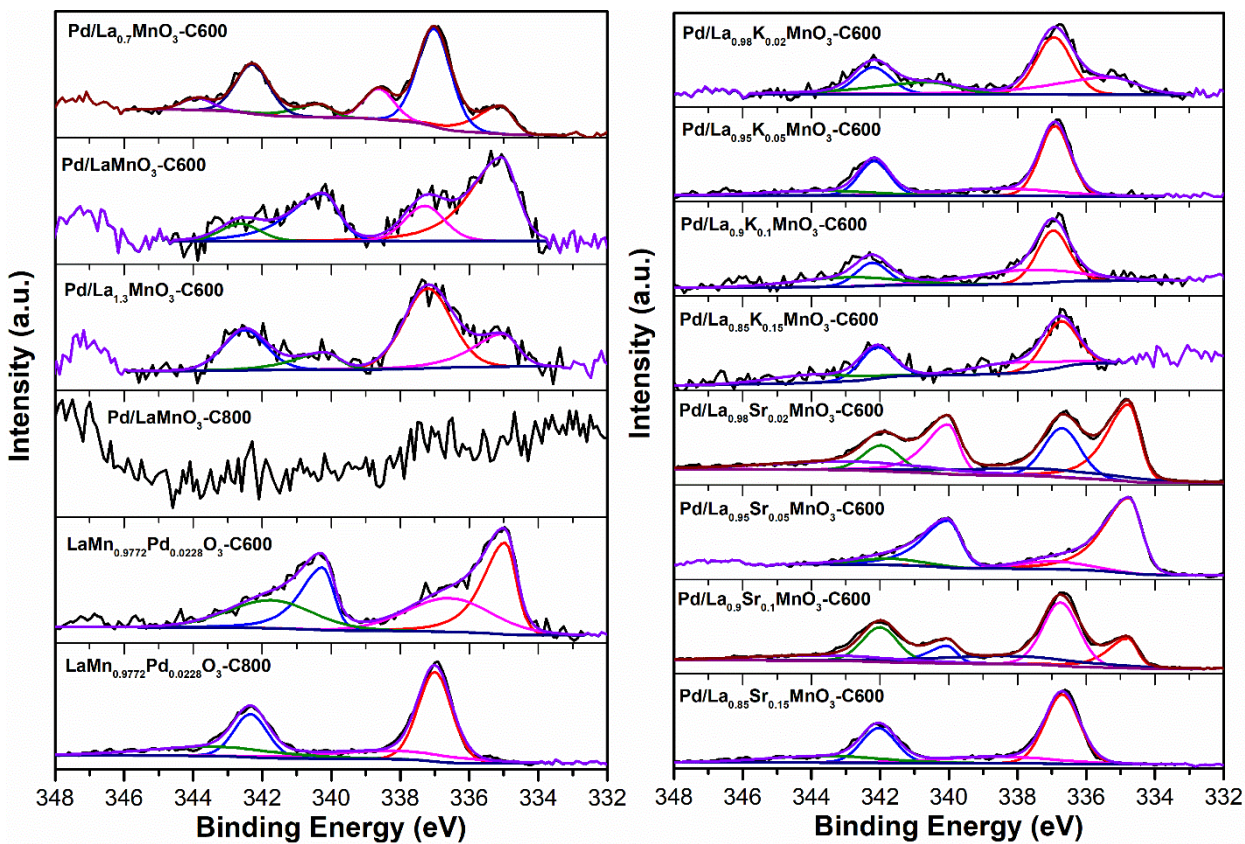 Intensity (a.u.)
Pd/La0.7MnO3-C600
Pd/LaMnO3-C600
Pd/La1.3MnO3-C600
Pd/LaMnO3-C800
LaMn0.9772Pd0.0228O3-C600
LaMn0.9772Pd0.0228O3-C800
348 346 344 342 340 338 336 334 332
Binding Energy (eV)
Intensity (a.u.)
Pd/La0.98K0.02MnO3-C600
Pd/La0.95K0.05MnO3-C600
Pd/La0.9K0.1MnO3-C600
Pd/La0.85K0.15MnO3-C600
Pd/La0.98Sr0.02MnO3-C600
Pd/La0.95Sr0.05MnO3-C600
Pd/La0.9Sr0.1MnO3-C600
Pd/La0.85Sr0.15MnO3-C600
348 346 344 342 340 338 336 334 332
Binding Energy (eV)